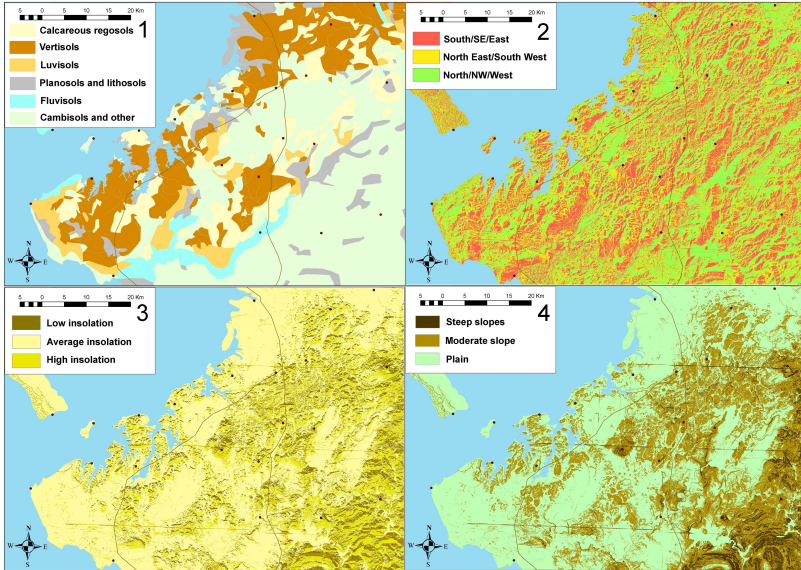 5 0 5 10 15 20 Km
1
Calcareous regosols
Vertisols
Luvisols
Planosols and lithosols
Fluvisols
Cambisols and other
N
W E
S
5 0 5 10 15 20 Km
2
South/SE/East
North East/South West
North/NW/West
N
W E
S
5 0 5 10 15 20 Km
3
Low insolation
Average insolation
High insolation
N
W E
S
5 0 5 10 15 20 Km
4
Steep slopes
Moderate slope
Plain
N
W E
S